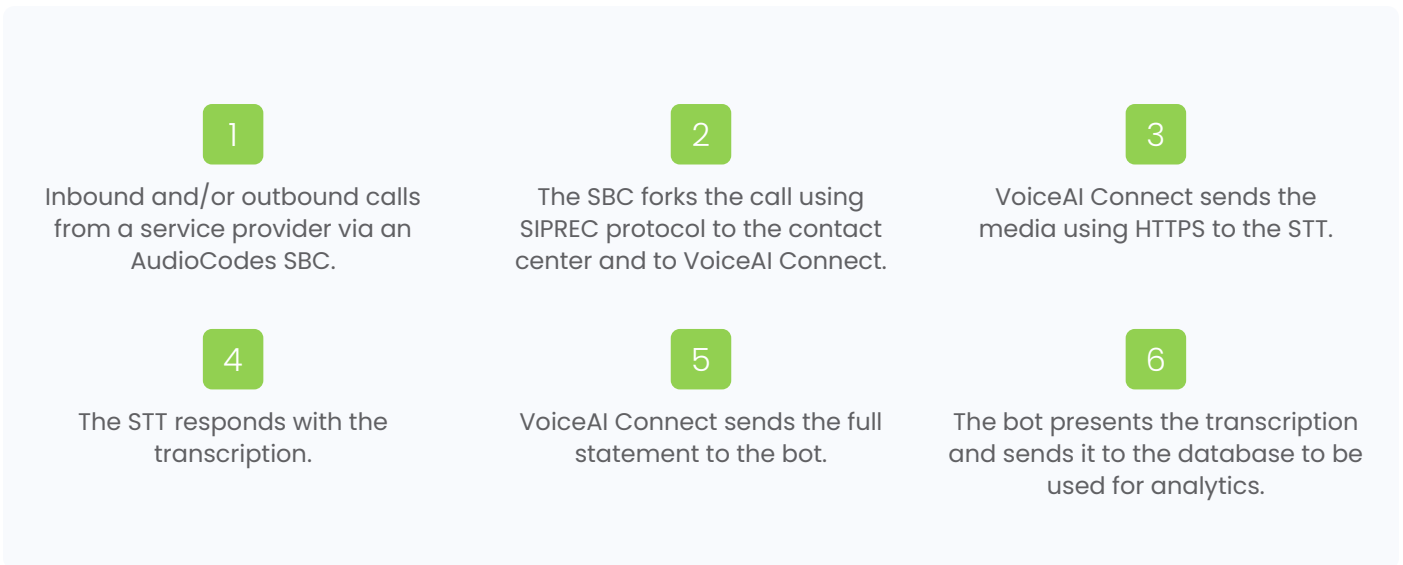 1
Inbound and/or outbound calls
from a service provider via an
AudioCodes SBC.
2
The SBC forks the call using
SIPREC protocol to the contact
center and to VoiceAI Connect.
3
VoiceAI Connect sends the
media using HTTPS to the STT.
4
The STT responds with the
transcription.
5
VoiceAI Connect sends the full
statement to the bot.
6
The bot presents the transcription
and sends it to the database to be
used for analytics.